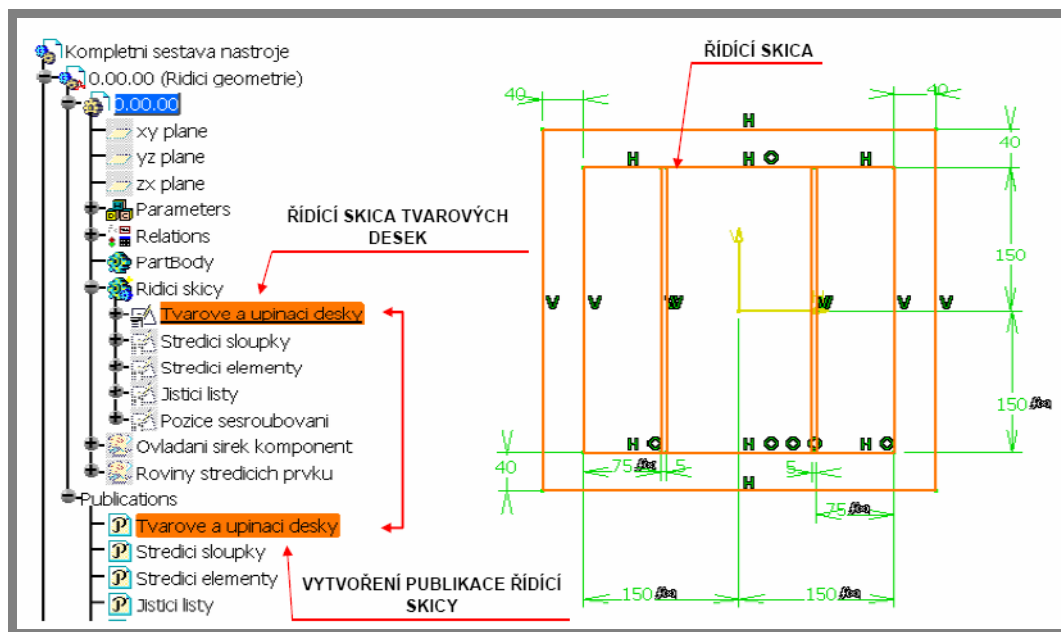 Kompletni sestava nastroje
0.00.00 (Ridici geometrie)
0.00.00
xy plane
yz plane
zx plane
Parameters
Relations
PartBody
Ridici skicy
Tvarove a upinaci desky
Stredici sloupky
Stredici elementy
Jistici listy
Pozice sesroubovani
Ovladani sirek komponent
Roviny stredicich prvku
Publications
Tvarove a upinaci desky
Stredici sloupky
Stredici elementy
Jistici listy
ŘÍDÍCÍ SKICA TVAROVÝCH
DESEK
VYTVOŘENÍ PUBLIKACE ŘÍDÍCÍ
SKICY
ŘÍDÍCÍ SKICA
40
40
H
40
H H H
150
V V V V V V
150 f(x)
H H H
40
75 f(x) 5 5
H
75 f(x)
150 f(x) 150 f(x)